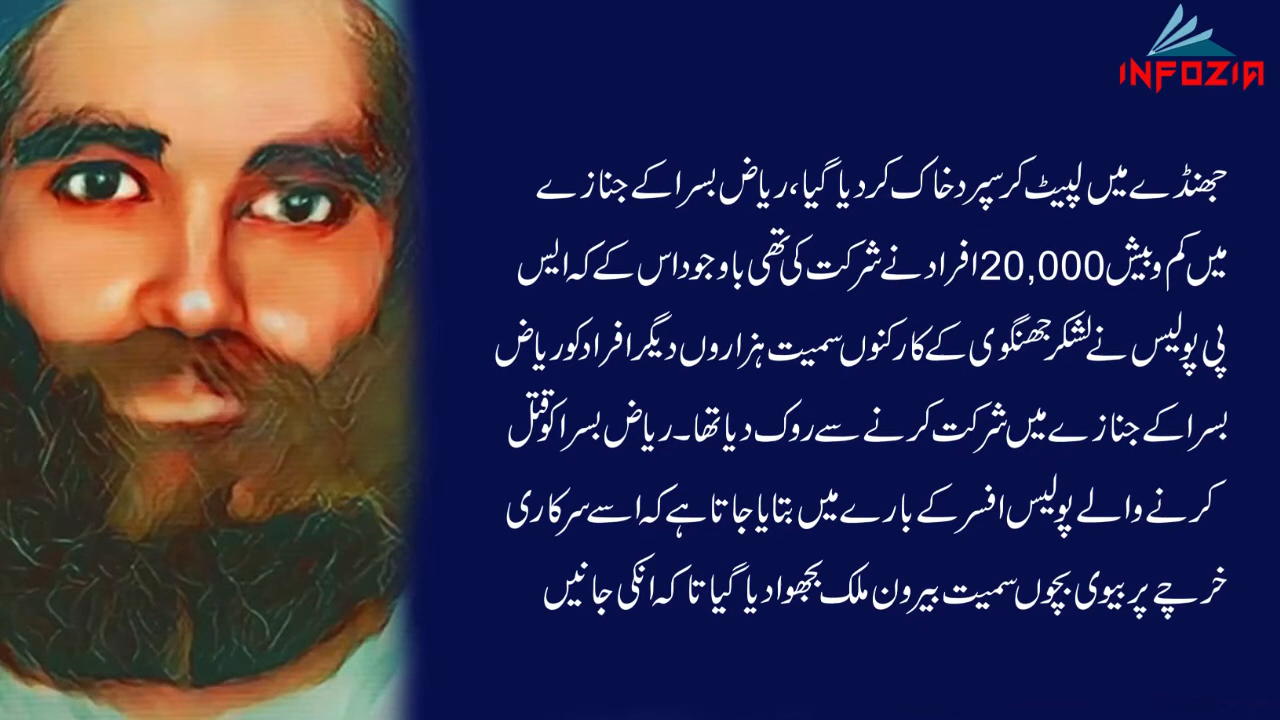 INFOZIA
جھنڈے میں لپیٹ کر سپرد خاک کر دیا گیا، ریاض بسرا کے جنازے
میں کم و بیش 20,000 افراد نے شرکت کی تھی باوجود اس کے کہ ایس
پی پولیس نے لشکر جھنگوی کے کارکنوں سمیت ہزاروں دیگر افراد کو ریاض
بسرا کے جنازے میں شرکت کرنے سے روک دیا تھا۔ ریاض بسرا کو قتل
کرنے والے پولیس افسر کے بارے میں بتایا جاتا ہے کہ اسے سرکاری
خرچے پر بیوی بچوں سمیت بیرون ملک بجھوا دیا گیا تا کہ انکی جانیں